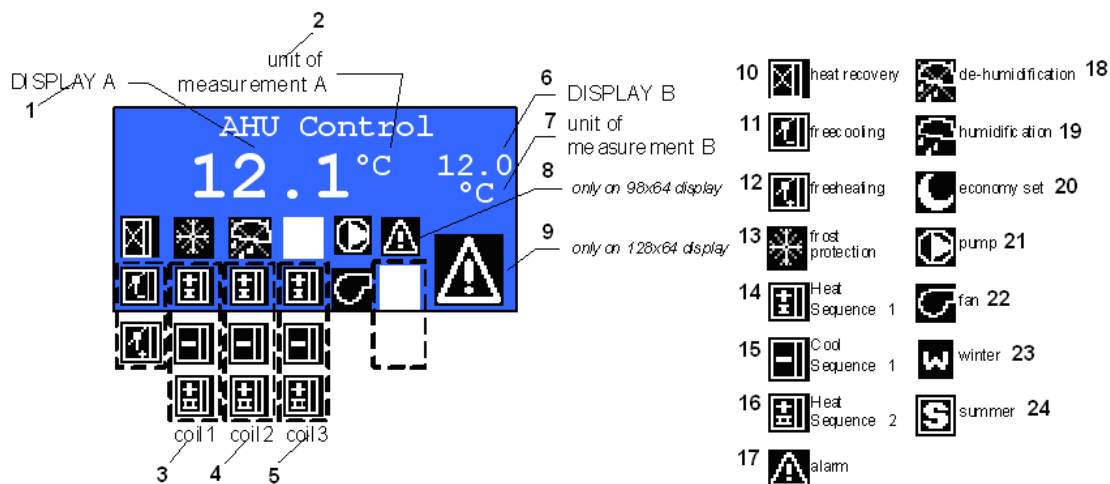 2
unit of
measurement A
DISPLAY A
1
6
DISPLAY B
7
unit of
measurement B
8
only on 98x64 display
9
only on 128x64 display
AHU Control
12.1°C
12.0
°C
coil 1
coil 2
coil 3
3
4
5
10 heat recovery
11 freecooling
12 freeheating
13 frost
protection
14 Heat
Sequence 1
15 Cool
Sequence 1
16 Heat
Sequence 2
17 alarm
de-humidification 18
humidification 19
economy set 20
pump 21
fan 22
W winter 23
S summer 24